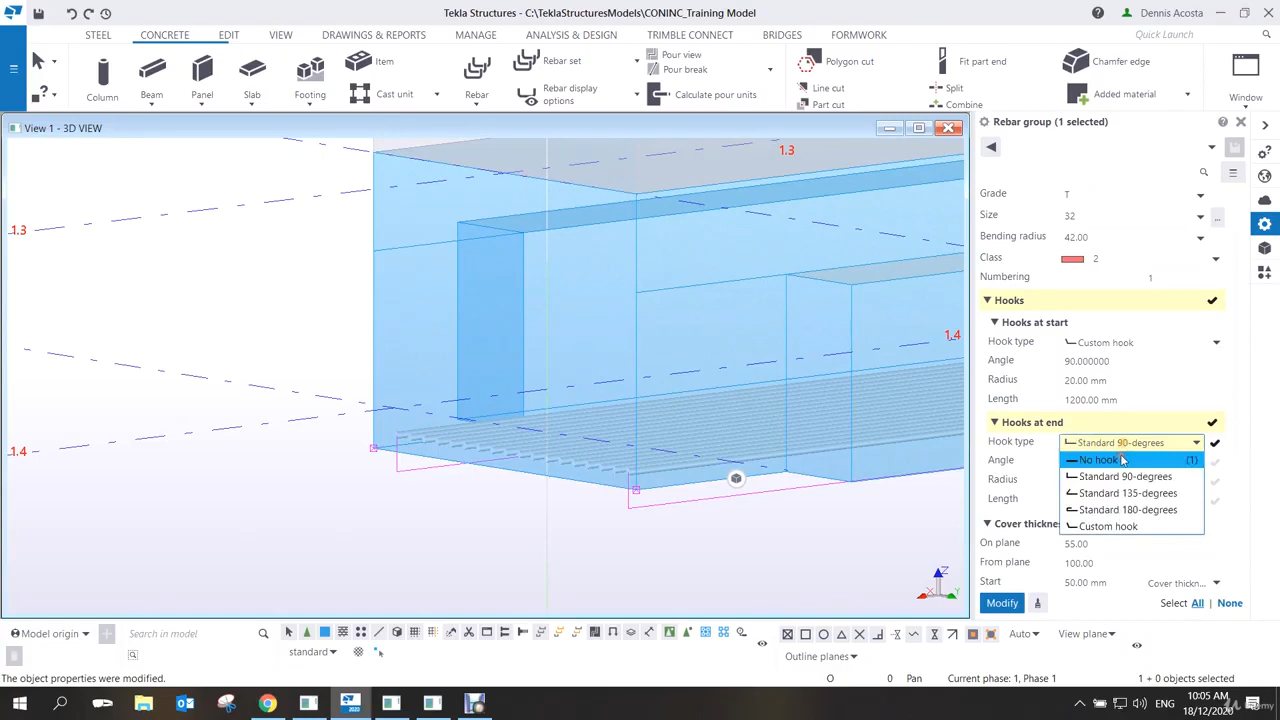 Tekla Structures - C:\TeklaStructuresModels\CONINC_Training Model
Dennis Acosta
STEEL CONCRETE EDIT VIEW DRAWINGS & REPORTS MANAGE ANALYSIS & DESIGN TRIMBLE CONNECT BRIDGES FORMWORK
Quick Launch
Column
Beam
Panel
Slab
Footing
Item
Cast unit
Rebar
Rebar set
Rebar display
options
Pour view
Pour break
Calculate pour units
Polygon cut
Line cut
Part cut
Fit part end
Split
Combine
Chamfer edge
Added material
Window
View 1 - 3D VIEW
1.3
1.3
1.4
1.4
Z
X
Y
Rebar group (1 selected)
Grade T
Size 32
...
Bending radius 42.00
Class 2
Numbering 1
Hooks
Hooks at start
Hook type Custom hook
Angle 90.000000
Radius 20.00 mm
Length 1200.00 mm
Hooks at end
Hook type Standard 90-degrees
Angle No hook (1)
Standard 90-degrees
Radius Standard 135-degrees
Length Standard 180-degrees
Custom hook
Cover thickne
On plane 55.00
From plane 100.00
Start 50.00 mm Cover thickn...
Modify Select All | None
Model origin Search in model
standard
Auto View plane
Outline planes
The object properties were modified.
O 0 Pan Current phase: 1, Phase 1 1 + 0 objects selected
2020
ENG
10:05 AM
18/12/2020